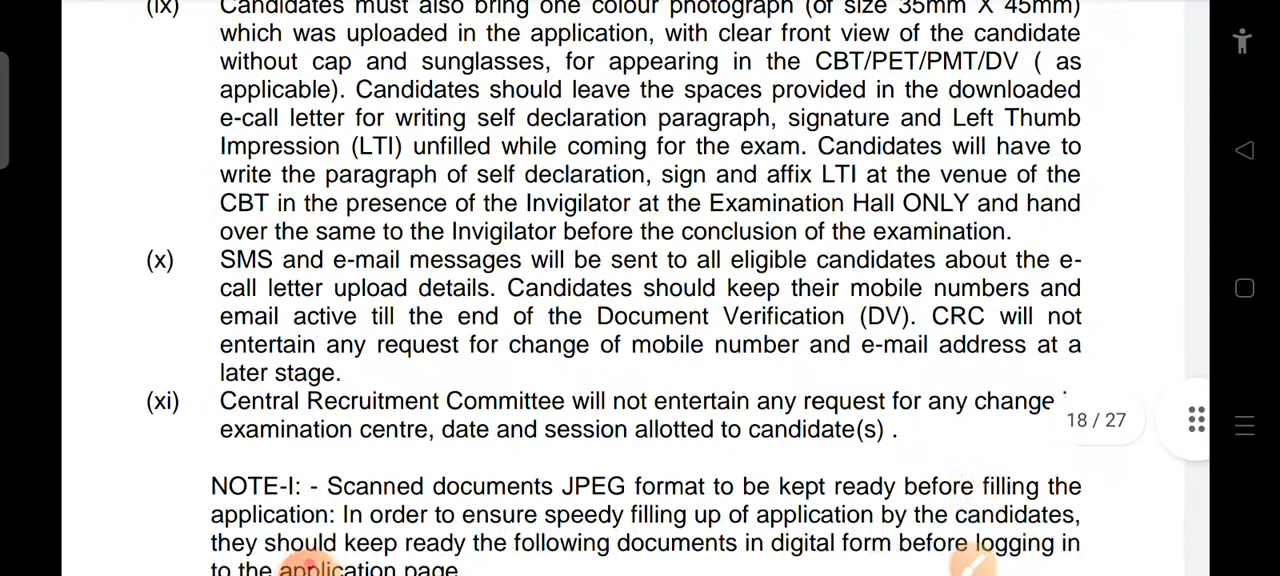 (ix) Candidates must also bring one colour photograph (of size 35mm X 45mm)
which was uploaded in the application, with clear front view of the candidate
without cap and sunglasses, for appearing in the CBT/PET/PMT/DV ( as
applicable). Candidates should leave the spaces provided in the downloaded
e-call letter for writing self declaration paragraph, signature and Left Thumb
Impression (LTI) unfilled while coming for the exam. Candidates will have to
write the paragraph of self declaration, sign and affix LTI at the venue of the
CBT in the presence of the Invigilator at the Examination Hall ONLY and hand
over the same to the Invigilator before the conclusion of the examination.
(x) SMS and e-mail messages will be sent to all eligible candidates about the e-
call letter upload details. Candidates should keep their mobile numbers and
email active till the end of the Document Verification (DV). CRC will not
entertain any request for change of mobile number and e-mail address at a
later stage.
(xi) Central Recruitment Committee will not entertain any request for any change
18 / 27
examination centre, date and session allotted to candidate(s) .
NOTE-I: - Scanned documents JPEG format to be kept ready before filling the
application: In order to ensure speedy filling up of application by the candidates,
they should keep ready the following documents in digital form before logging in
to the application page.